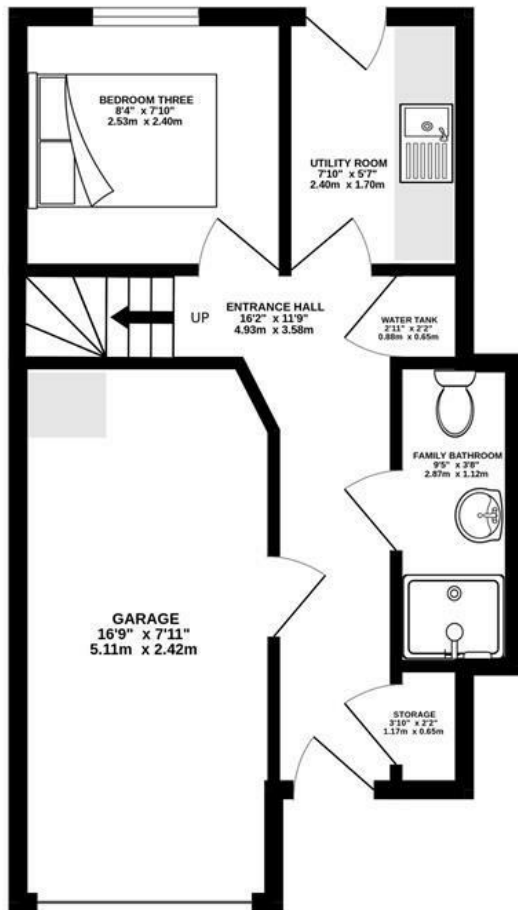 BEDROOM THREE
8'4" x 7'10"
2.53m x 2.40m
UTILITY ROOM
7'10" x 5'7"
2.40m x 1.70m
UP
ENTRANCE HALL
16'2" x 11'9"
4.93m x 3.58m
WATER TANK
2'11" x 2'2"
0.88m x 0.65m
FAMILY BATHROOM
9'5" x 3'8"
2.87m x 1.12m
GARAGE
16'9" x 7'11"
5.11m x 2.42m
STORAGE
3'10" x 2'2"
1.17m x 0.65m